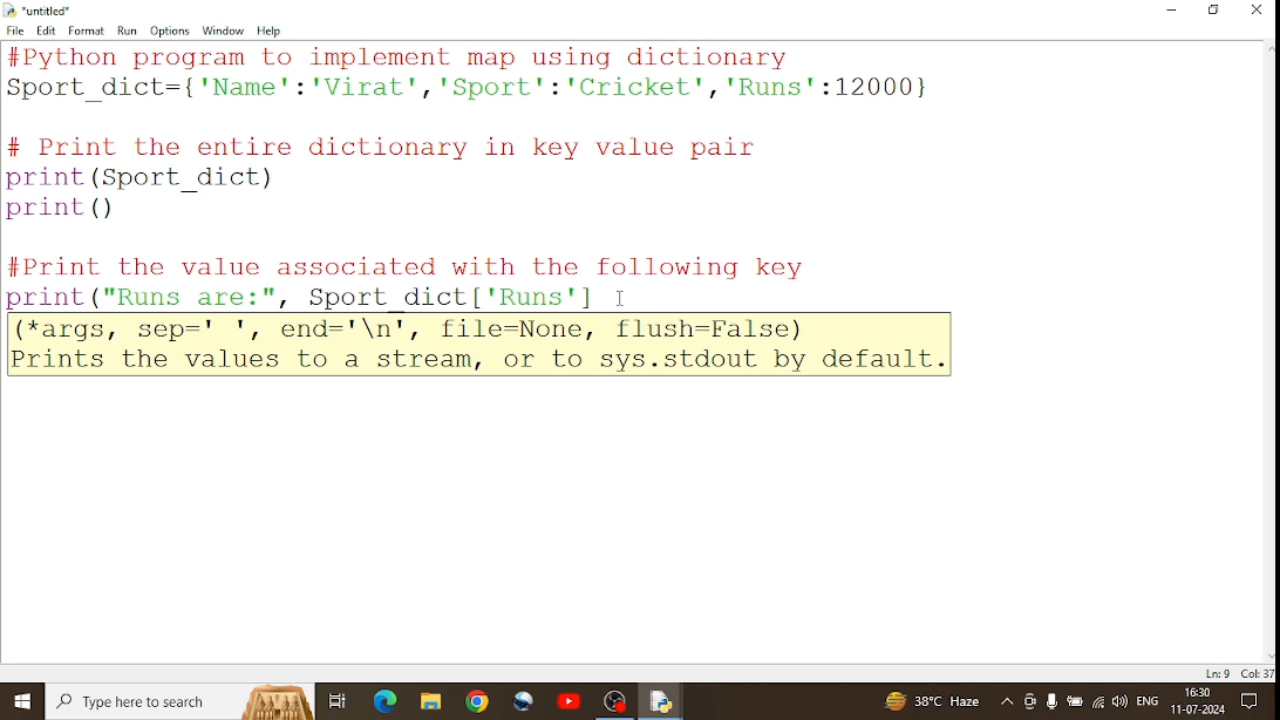 *untitled*
File Edit Format Run Options Window Help
#Python program to implement map using dictionary
Sport_dict={'Name':'Virat','Sport':'Cricket','Runs':12000}
# Print the entire dictionary in key value pair
print(Sport_dict)
print()
#Print the value associated with the following key
print("Runs are:", Sport_dict['Runs']
(*args, sep=' ', end='\n', file=None, flush=False)
Prints the values to a stream, or to sys.stdout by default.
Ln: 9 Col: 37
Type here to search 38°C Haze ENG 16:30
11-07-2024